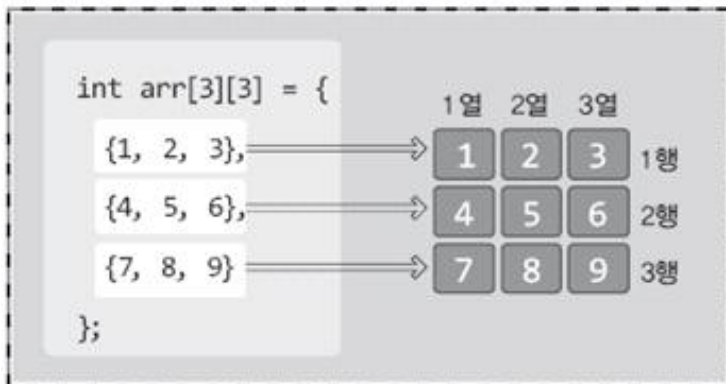 int arr[3][3] = {
{1, 2, 3},
{4, 5, 6},
{7, 8, 9}
};
1열 2열 3열
1 2 3 1행
4 5 6 2행
7 8 9 3행